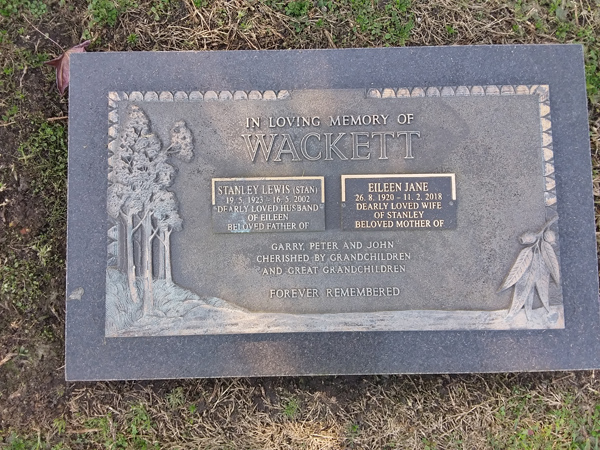 IN LOVING MEMORY OF
WACKETT
STANLEY LEWIS (STAN)
19. 5. 1923 – 16. 5. 2002
DEARLY LOVED HUSBAND
OF EILEEN
BELOVED FATHER OF
EILEEN JANE
26. 8. 1920 – 11. 2. 2018
DEARLY LOVED WIFE
OF STANLEY
BELOVED MOTHER OF
GARRY, PETER AND JOHN
CHERISHED BY GRANDCHILDREN
AND GREAT GRANDCHILDREN
FOREVER REMEMBERED